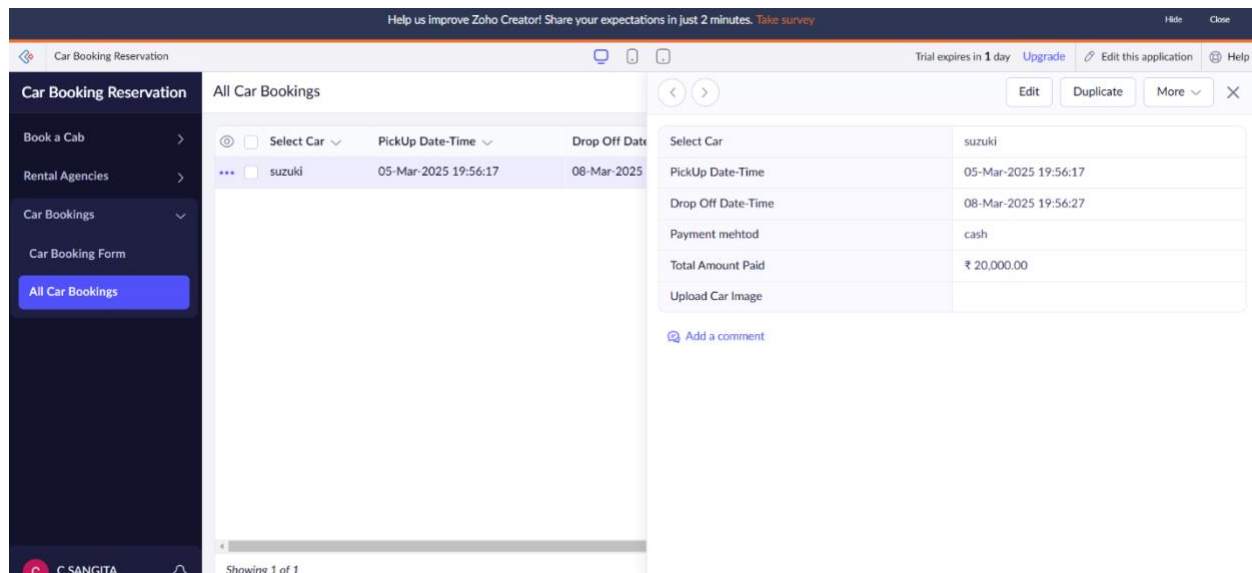 Help us improve Zoho Creator! Share your expectations in just 2 minutes. Take survey Hide Close
Car Booking Reservation Trial expires in 1 day Upgrade Edit this application Help
Car Booking Reservation
Book a Cab
Rental Agencies
Car Bookings
Car Booking Form
All Car Bookings
C C SANGITA
All Car Bookings
Select Car PickUp Date-Time Drop Off Date
suzuki 05-Mar-2025 19:56:17 08-Mar-2025
Showing 1 of 1
Edit Duplicate More
Select Car suzuki
PickUp Date-Time 05-Mar-2025 19:56:17
Drop Off Date-Time 08-Mar-2025 19:56:27
Payment mehtod cash
Total Amount Paid ₹ 20,000.00
Upload Car Image
Add a comment